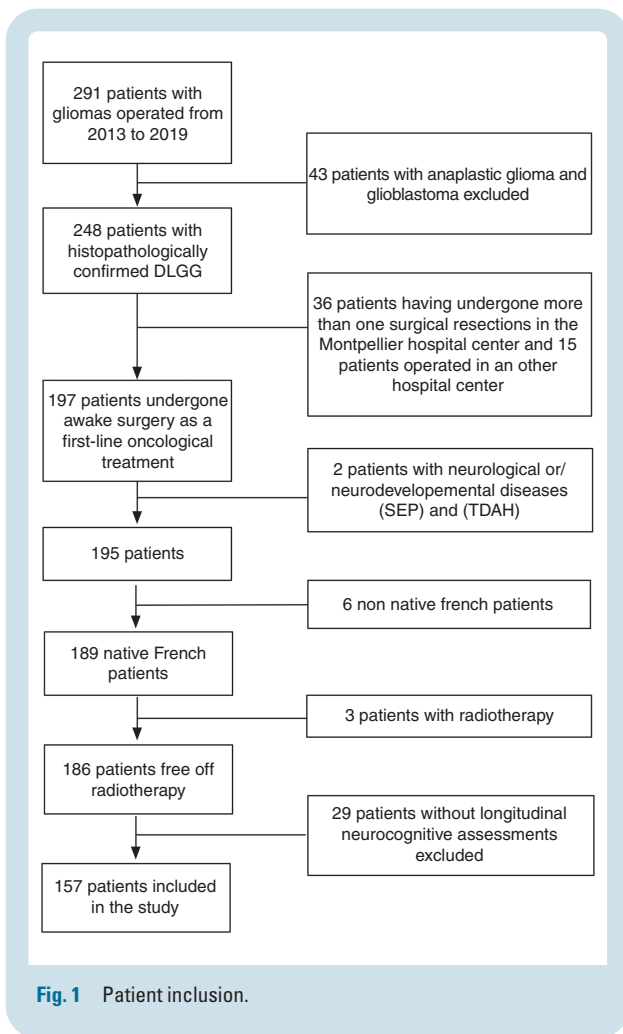 291 patients with
gliomas operated from
2013 to 2019
43 patients with anaplastic glioma and
glioblastoma excluded
248 patients with
histopathologically
confirmed DLGG
36 patients having undergone more
than one surgical resections in the
Montpellier hospital center and 15
patients operated in an other
hospital center
197 patients undergone
awake surgery as a
first-line oncological
treatment
2 patients with neurological or/
neurodevelopemental diseases
(SEP) and (TDAH)
195 patients
6 non native french patients
189 native French
patients
3 patients with radiotherapy
186 patients free off
radiotherapy
29 patients without longitudinal
neurocognitive assessments
excluded
157 patients included
in the study
Fig. 1 Patient inclusion.